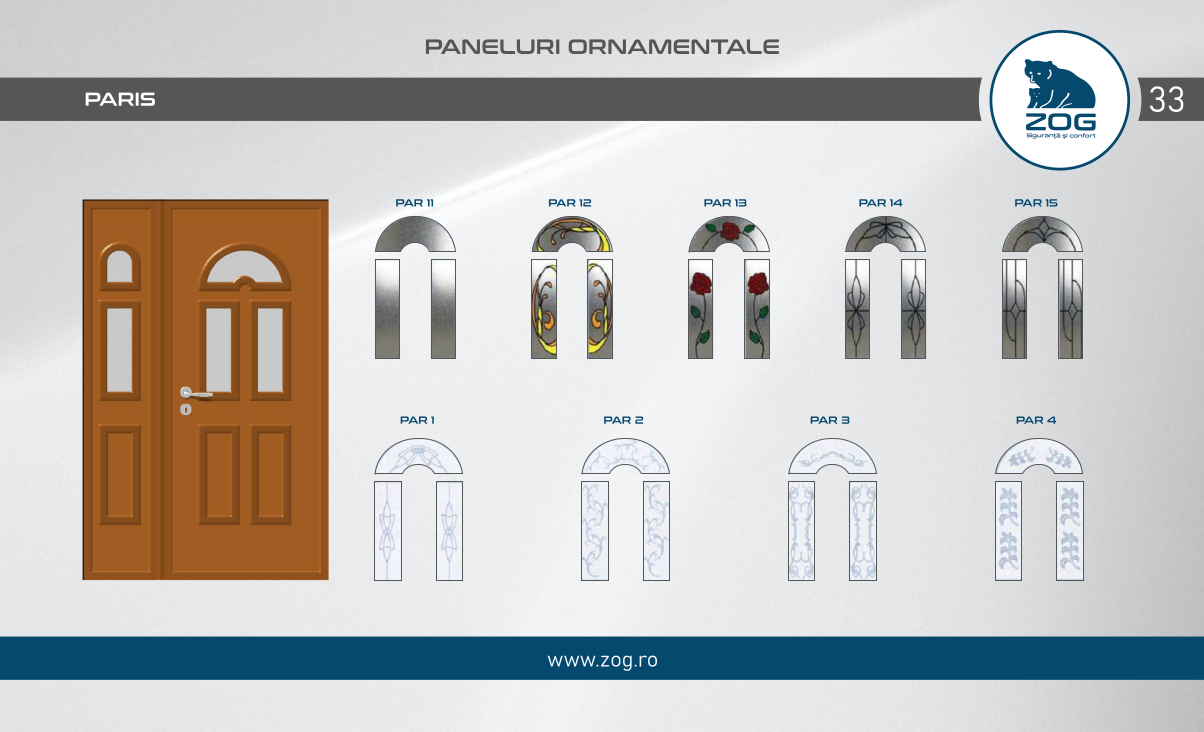 PANELURI ORNAMENTALE
PARIS
33
ZOG
Siguranță și confort
PAR 11
PAR 12
PAR 13
PAR 14
PAR 15
PAR 1
PAR 2
PAR 3
PAR 4
www.zog.ro